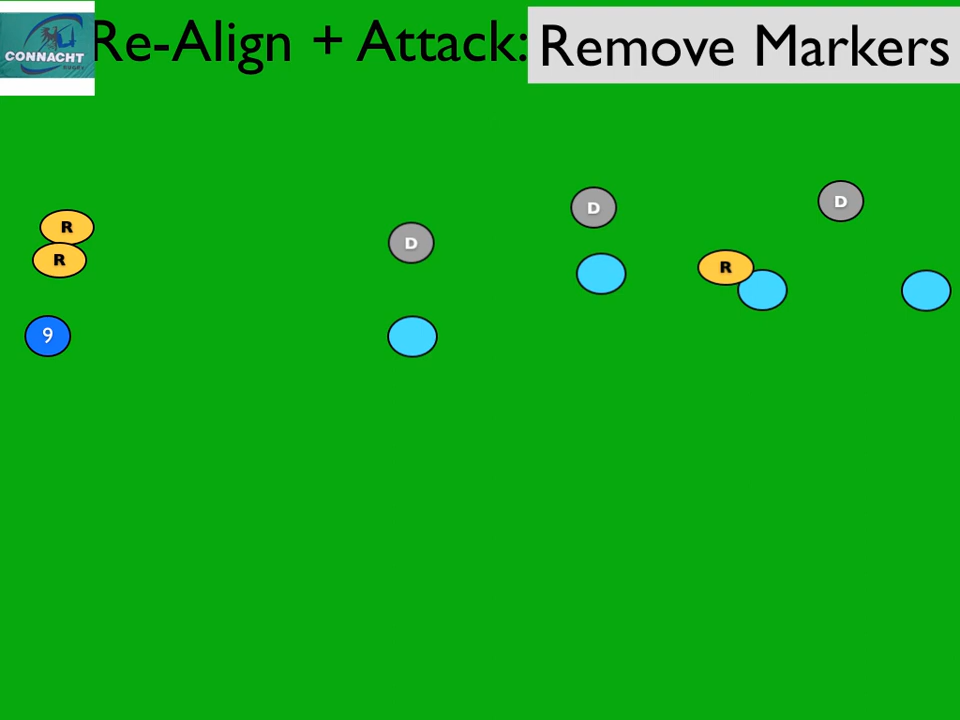 Re-Align + Attack:
Remove Markers
CONNACHT
R
R
9
D
D
R
D